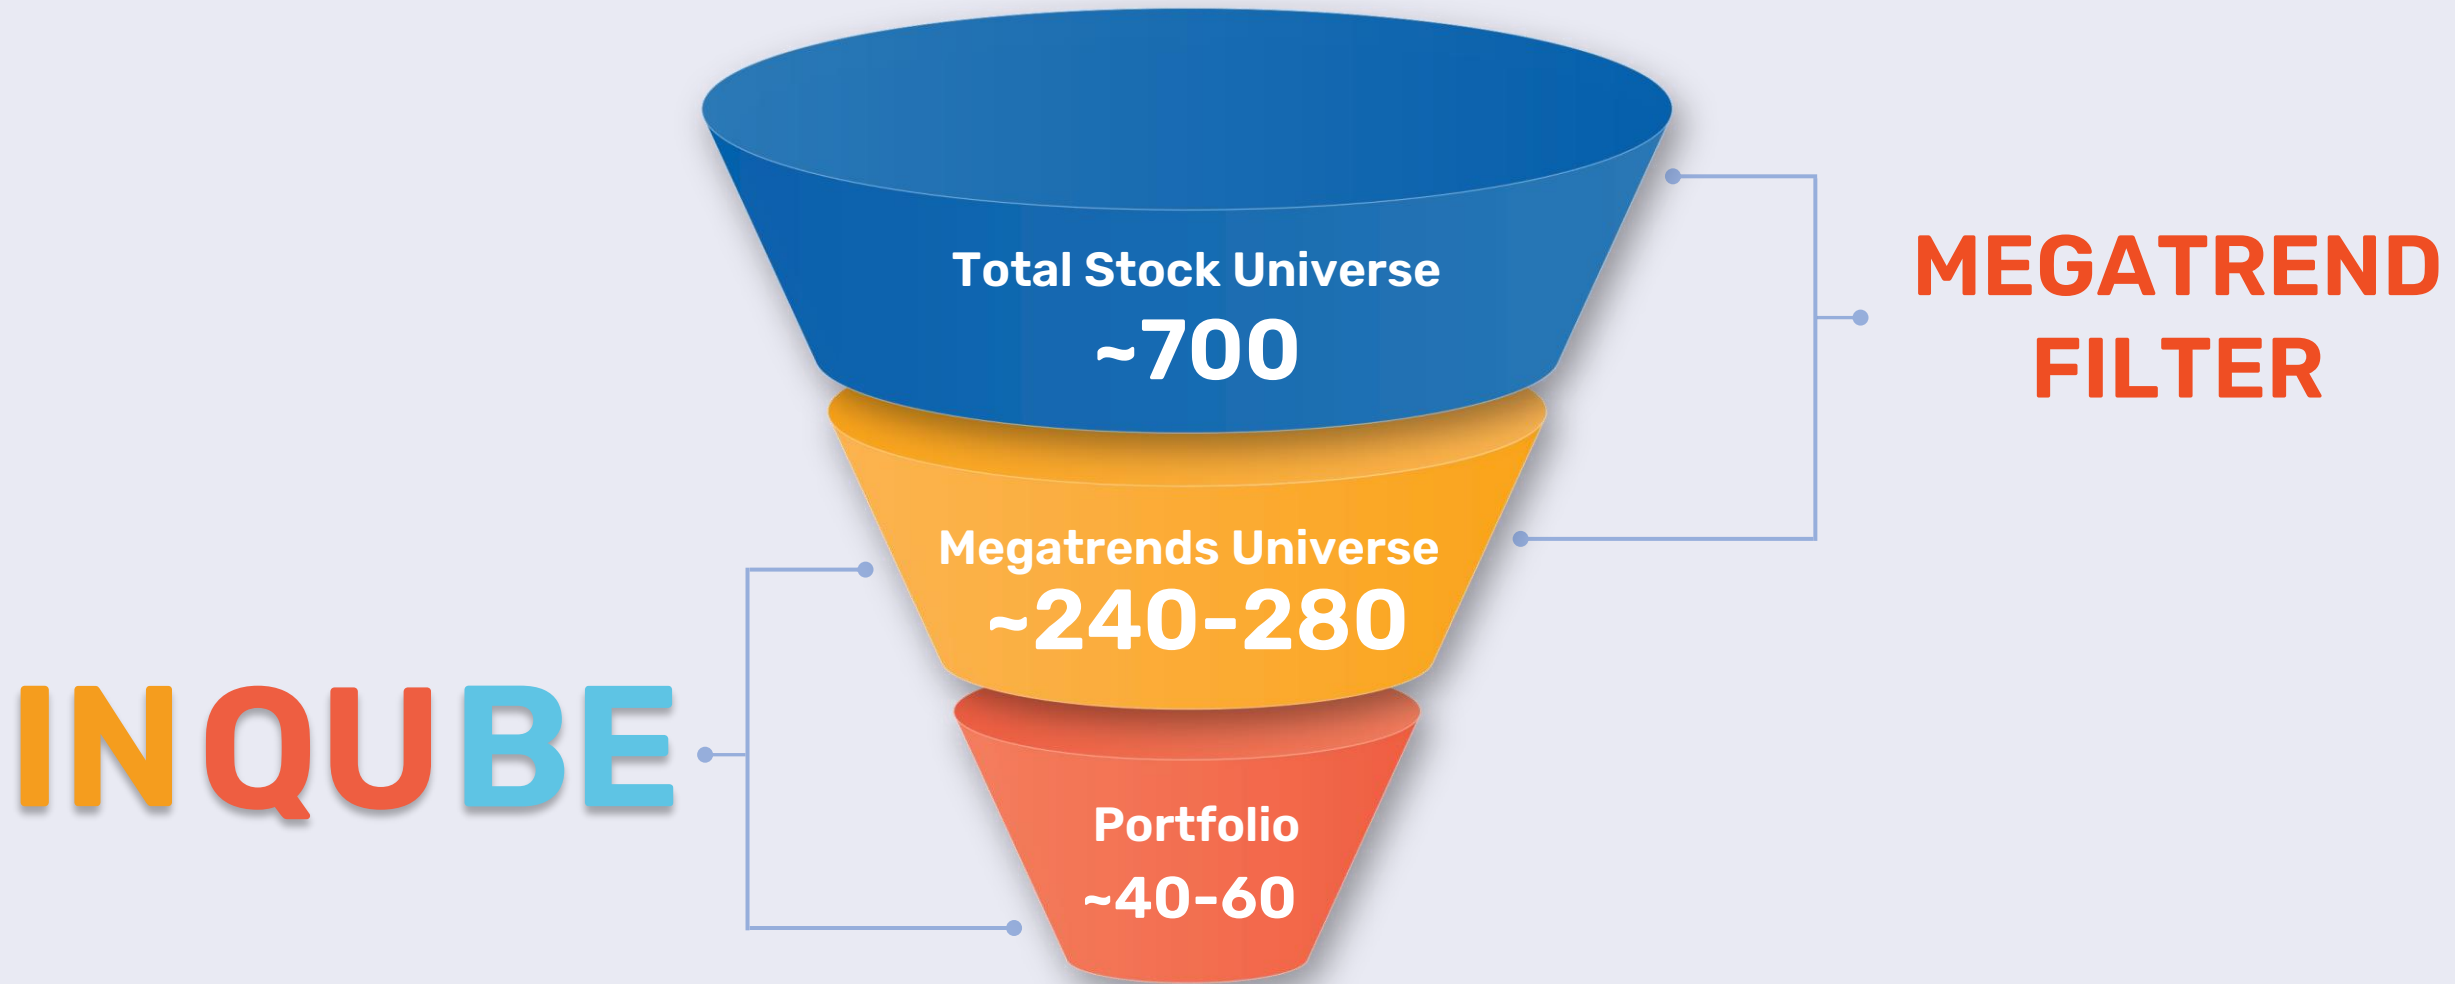 Total Stock Universe
~700
MEGATREND
FILTER
Megatrends Universe
~240-280
INQUBE
Portfolio
~40-60